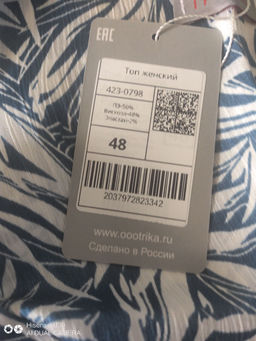 EAC
Топ женский
423-0798
ПЭ-50%
Вискоза-48%
Эластан-2%
48
2037972823342
www.oootrika.ru
Сделано в России
AI DUAL CAMERA